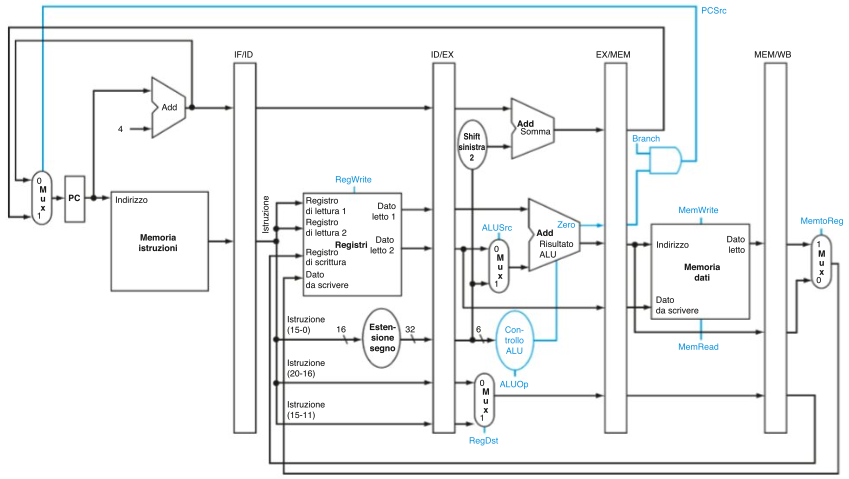 PCSrc
IF/ID
ID/EX
EX/MEM
MEM/WB
Add
4
Add
Somma
Shift
sinistra
2
Branch
0
M
u
x
1
PC
Indirizzo
Memoria
istruzioni
Istruzione
RegWrite
Registro
di lettura 1
Registro
di lettura 2
Registri
Registro
di scrittura
Dato
da scrivere
Dato
letto 1
Dato
letto 2
ALUSrc
0
M
u
x
1
Zero
Add
Risultato
ALU
MemWrite
Indirizzo
Dato
letto
Memoria
dati
Dato
da scrivere
MemRead
MemtoReg
1
M
u
x
0
Istruzione
(15-0)
16
Esten-
sione
segno
32
6
Con-
trollo
ALU
ALUOp
Istruzione
(20-16)
Istruzione
(15-11)
0
M
u
x
1
RegDst